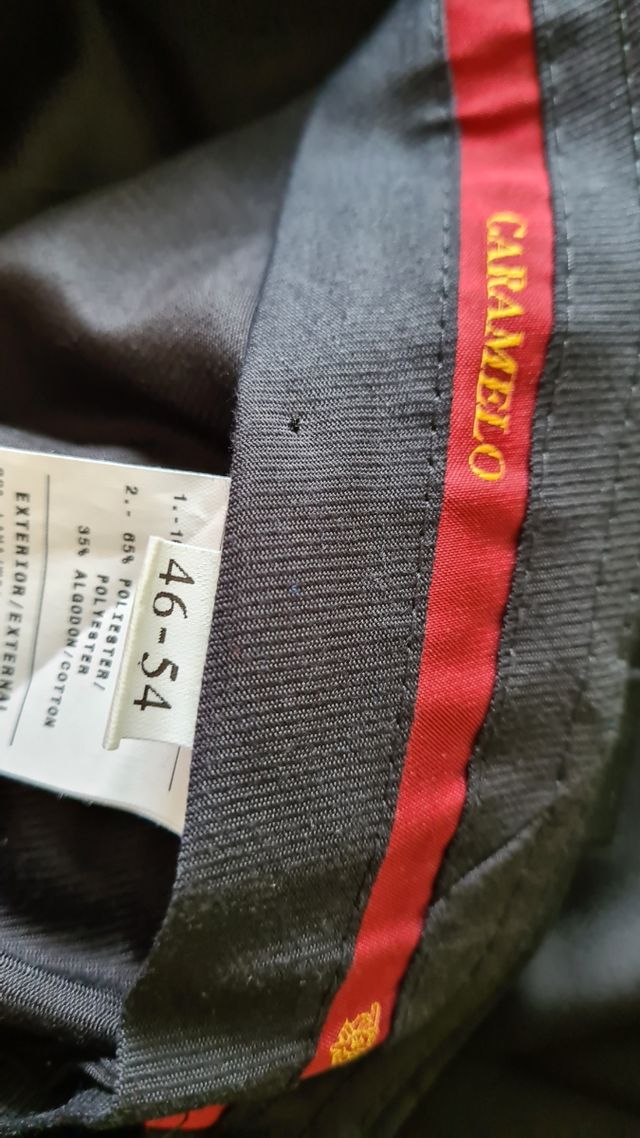 CARAMELO
46-54
2.- 65% POLIESTER/
POLYESTER
35% ALGODON/COTTON
EXTERIOR/EXTERNAL